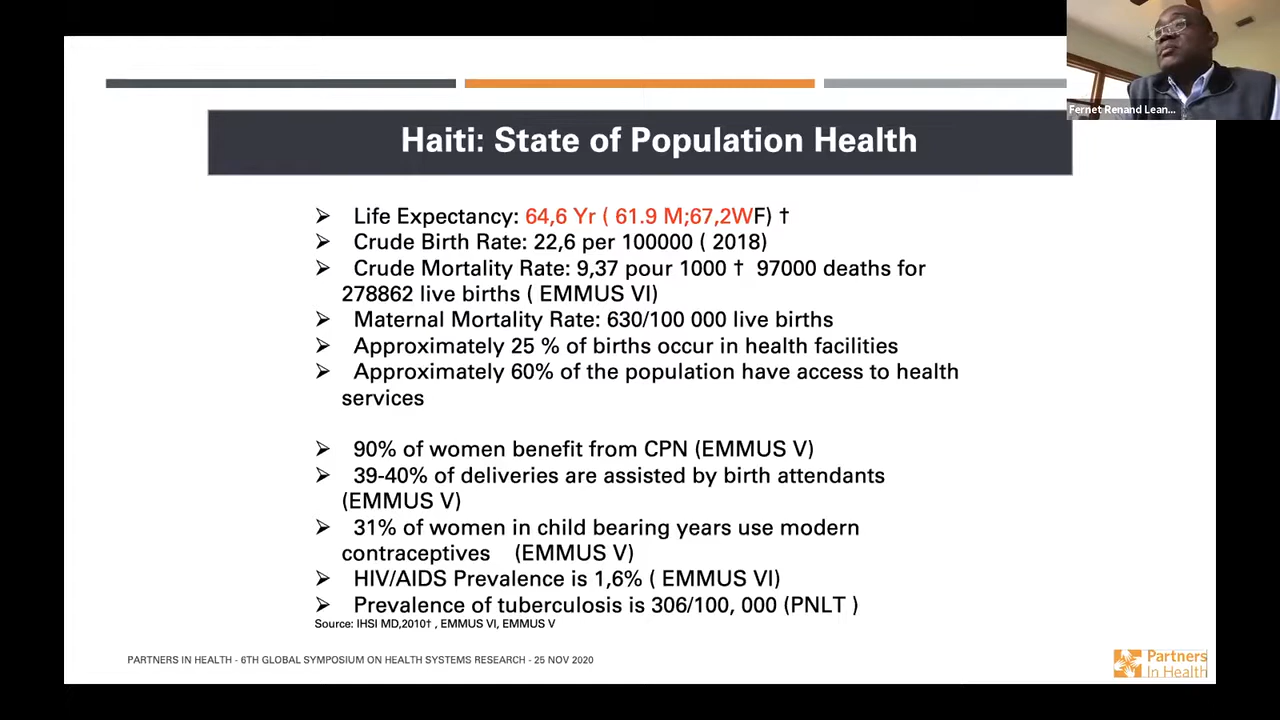 Fernet Renand Lean...
Haiti: State of Population Health
➢ Life Expectancy: 64,6 Yr ( 61.9 M;67,2WF) †
➢ Crude Birth Rate: 22,6 per 100000 ( 2018)
➢ Crude Mortality Rate: 9,37 pour 1000 † 97000 deaths for
278862 live births ( EMMUS VI)
➢ Maternal Mortality Rate: 630/100 000 live births
➢ Approximately 25 % of births occur in health facilities
➢ Approximately 60% of the population have access to health
services
➢ 90% of women benefit from CPN (EMMUS V)
➢ 39-40% of deliveries are assisted by birth attendants
(EMMUS V)
➢ 31% of women in child bearing years use modern
contraceptives (EMMUS V)
➢ HIV/AIDS Prevalence is 1,6% ( EMMUS VI)
➢ Prevalence of tuberculosis is 306/100, 000 (PNLT )
Source: IHSI MD,2010† , EMMUS VI, EMMUS V
PARTNERS IN HEALTH - 6TH GLOBAL SYMPOSIUM ON HEALTH SYSTEMS RESEARCH - 25 NOV 2020
Partners
In Health